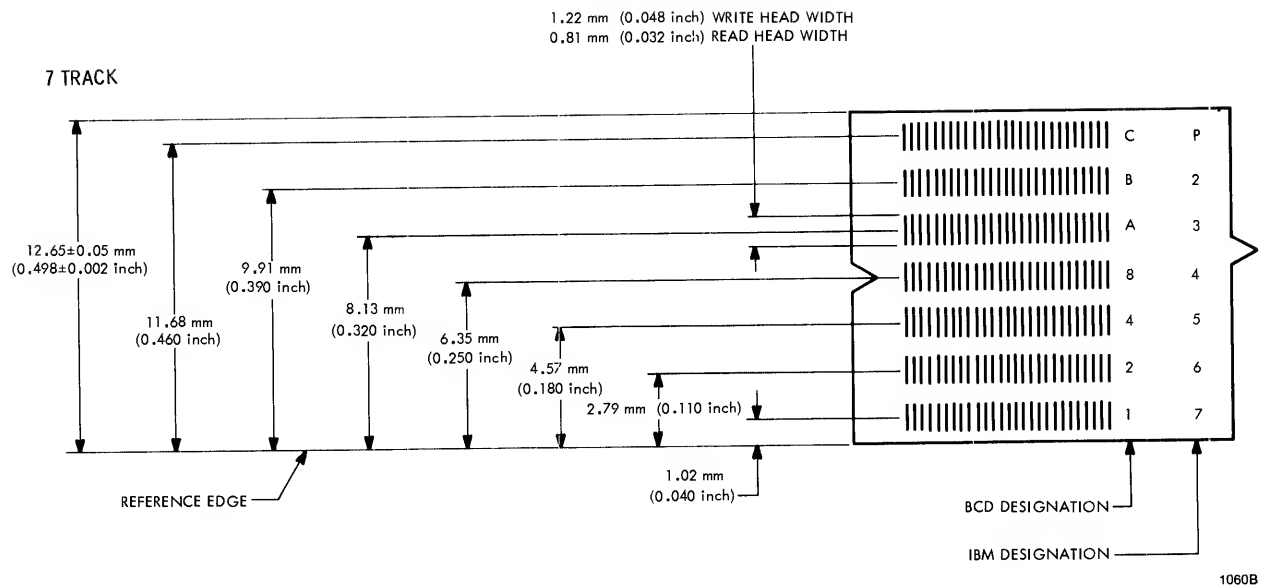 1.22 mm (0.048 inch) WRITE HEAD WIDTH
0.81 mm (0.032 inch) READ HEAD WIDTH
7 TRACK
C P
B 2
A 3
8 4
4 5
2 6
1 7
12.65±0.05 mm
(0.498±0.002 inch)
11.68 mm
(0.460 inch)
9.91 mm
(0.390 inch)
8.13 mm
(0.320 inch)
6.35 mm
(0.250 inch)
4.57 mm
(0.180 inch)
2.79 mm (0.110 inch)
1.02 mm
(0.040 inch)
REFERENCE EDGE
BCD DESIGNATION
IBM DESIGNATION
1060B